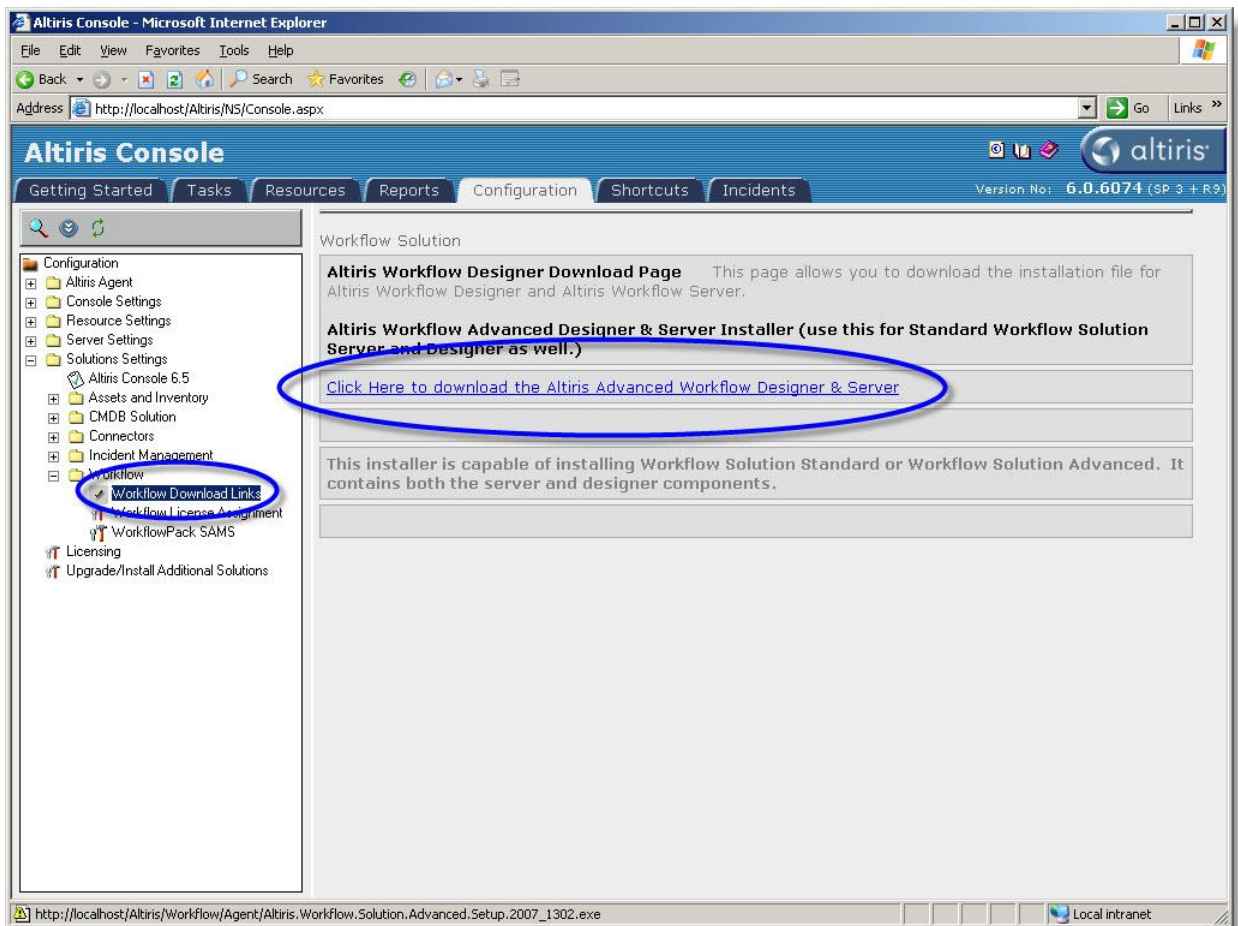 Altiris Console - Microsoft Internet Explorer
File Edit View Favorites Tools Help
Back Search Favorites
Address http://localhost/Altiris/NS/Console.aspx Go Links »
Altiris Console
altiris
Getting Started Tasks Resources Reports Configuration Shortcuts Incidents
Version No: 6.0.6074 (SP 3 + R9)
Configuration
Altiris Agent
Console Settings
Resource Settings
Server Settings
Solutions Settings
Altiris Console 6.5
Assets and Inventory
CMDB Solution
Connectors
Incident Management
Workflow
Workflow Download Links
Workflow License Assignment
WorkflowPack SAMS
Licensing
Upgrade/Install Additional Solutions
Workflow Solution
Altiris Workflow Designer Download Page This page allows you to download the installation file for
Altiris Workflow Designer and Altiris Workflow Server.
Altiris Workflow Advanced Designer & Server Installer (use this for Standard Workflow Solution
Server and Designer as well.)
Click Here to download the Altiris Advanced Workflow Designer & Server
This installer is capable of installing Workflow Solution Standard or Workflow Solution Advanced. It
contains both the server and designer components.
http://localhost/Altiris/Workflow/Agent/Altiris.Workflow.Solution.Advanced.Setup.2007_1302.exe
Local intranet